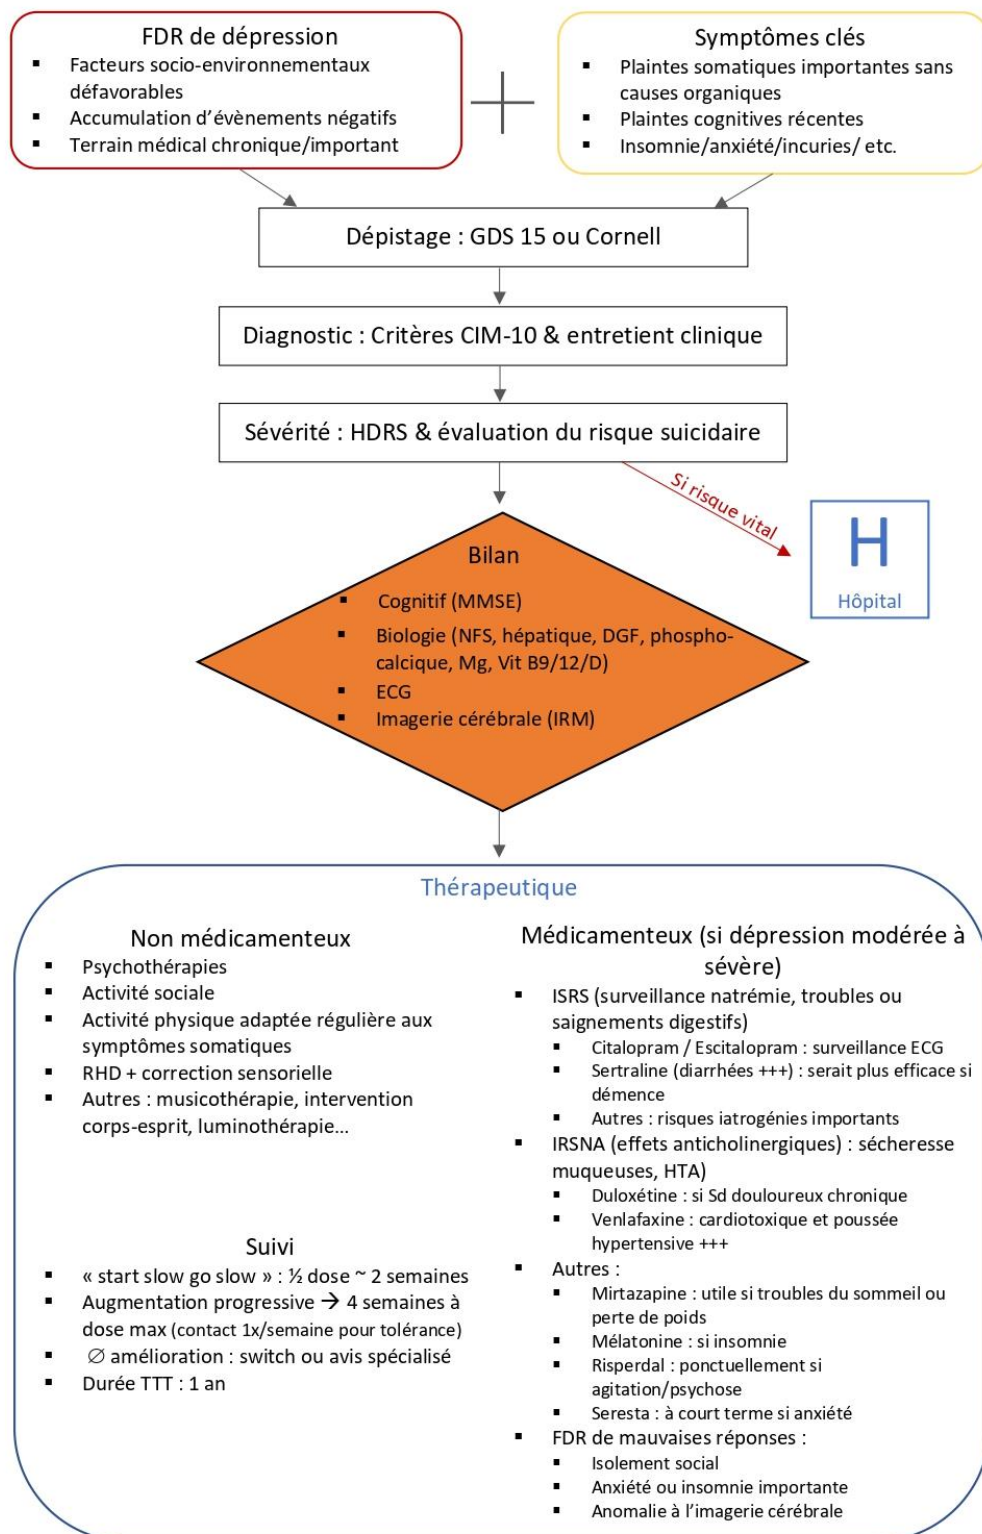 FDR de dépression
▪ Facteurs socio-environnementaux
défavorables
▪ Accumulation d'évènements négatifs
▪ Terrain médical chronique/important
Symptômes clés
▪ Plaintes somatiques importantes sans
causes organiques
▪ Plaintes cognitives récentes
▪ Insomnie/anxiété/incuries/ etc.
Dépistage : GDS 15 ou Cornell
Diagnostic : Critères CIM-10 & entretient clinique
Sévérité : HDRS & évaluation du risque suicidaire
Si risque vital
H
Hôpital
Bilan
▪ Cognitif (MMSE)
▪ Biologie (NFS, hépatique, DGF, phospho-
calcique, Mg, Vit B9/12/D)
▪ ECG
▪ Imagerie cérébrale (IRM)
Thérapeutique
Non médicamenteux
▪ Psychothérapies
▪ Activité sociale
▪ Activité physique adaptée régulière aux
symptômes somatiques
▪ RHD + correction sensorielle
▪ Autres : musicothérapie, intervention
corps-esprit, luminothérapie...
Suivi
▪ « start slow go slow » : ½ dose ~ 2 semaines
▪ Augmentation progressive → 4 semaines à
dose max (contact 1x/semaine pour tolérance)
▪ ∅ amélioration : switch ou avis spécialisé
▪ Durée TTT : 1 an
Médicamenteux (si dépression modérée à
sévère)
▪ ISRS (surveillance natrémie, troubles ou
saignements digestifs)
▪ Citalopram / Escitalopram : surveillance ECG
▪ Sertraline (diarrhées +++) : serait plus efficace si
démence
▪ Autres : risques iatrogénies importants
▪ IRSNA (effets anticholinergiques) : sécheresse
muqueuses, HTA)
▪ Duloxétine : si Sd douloureux chronique
▪ Venlafaxine : cardiotoxique et poussée
hypertensive +++
▪ Autres :
▪ Mirtazapine : utile si troubles du sommeil ou
perte de poids
▪ Mélatonine : si insomnie
▪ Risperdal : ponctuellement si
agitation/psychose
▪ Seresta : à court terme si anxiété
▪ FDR de mauvaises réponses :
▪ Isolement social
▪ Anxiété ou insomnie importante
▪ Anomalie à l'imagerie cérébrale